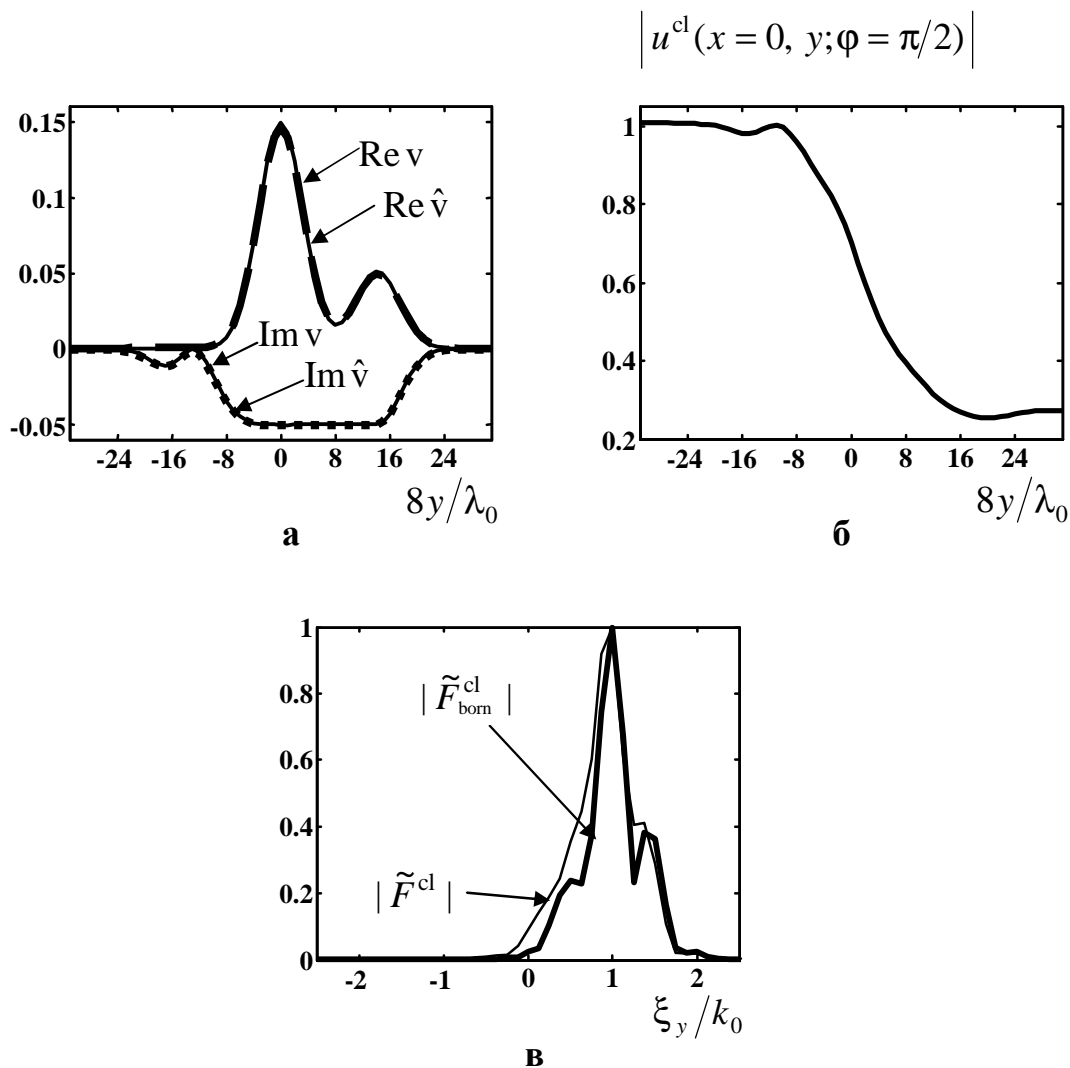 |u^cl(x = 0, y; φ = π/2)|
0.15
0.1
0.05
0
-0.05
Re v
Re v̂
Im v
Im v̂
-24 -16 -8 0 8 16 24
8y/λ₀
а
1
0.8
0.6
0.4
0.2
-24 -16 -8 0 8 16 24
8y/λ₀
б
1
0.8
0.6
0.4
0.2
0
|F̃^cl_born|
|F̃^cl|
-2 -1 0 1 2
ξ_y/k₀
в